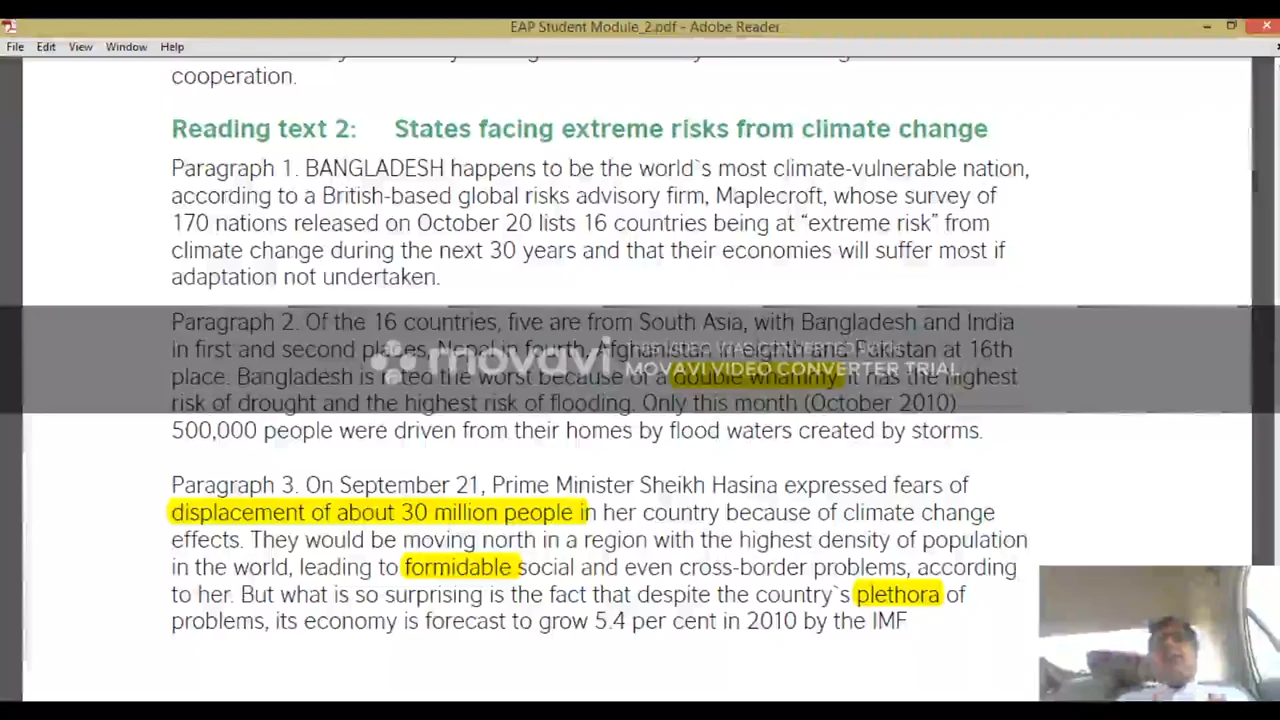 EAP Student Module_2.pdf - Adobe Reader
File Edit View Window Help
cooperation.
Reading text 2: States facing extreme risks from climate change
Paragraph 1. BANGLADESH happens to be the world`s most climate-vulnerable nation,
according to a British-based global risks advisory firm, Maplecroft, whose survey of
170 nations released on October 20 lists 16 countries being at “extreme risk” from
climate change during the next 30 years and that their economies will suffer most if
adaptation not undertaken.
Paragraph 2. Of the 16 countries, five are from South Asia, with Bangladesh and India
in first and second places, Nepal in fourth, Afghanistan in eighth and Pakistan at 16th
movavi
MOVAVI VIDEO CONVERTER TRIAL
place. Bangladesh is rated the worst because of a double whammy it has the highest
risk of drought and the highest risk of flooding. Only this month (October 2010)
500,000 people were driven from their homes by flood waters created by storms.
Paragraph 3. On September 21, Prime Minister Sheikh Hasina expressed fears of
displacement of about 30 million people in her country because of climate change
effects. They would be moving north in a region with the highest density of population
in the world, leading to formidable social and even cross-border problems, according
to her. But what is so surprising is the fact that despite the country`s plethora of
problems, its economy is forecast to grow 5.4 per cent in 2010 by the IMF